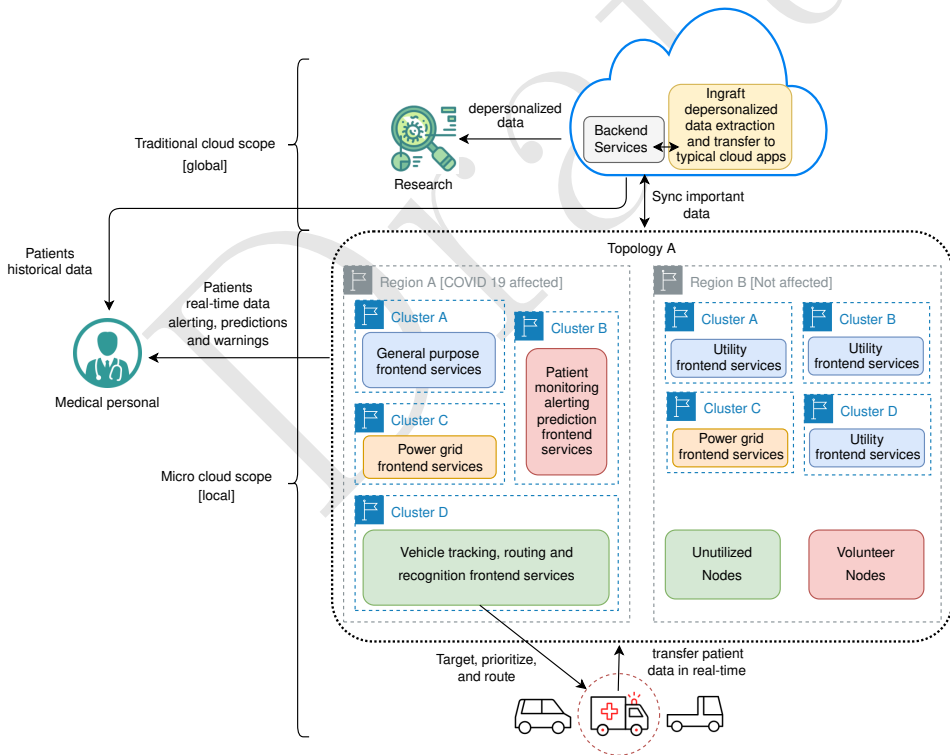 Ingraft
depersonalized
data extraction
and transfer to
typical cloud apps
Backend
Services
depersonalized
data
Research
Traditional cloud scope
[global]
Sync important
data
Patients
historical data
Topology A
Region A [COVID 19 affected]
Region B [Not affected]
Patients
real-time data
alerting, predictions
and warnings
Medical personal
Cluster A
General purpose
frontend services
Cluster B
Patient
monitoring
alerting
prediction
frontend
services
Cluster C
Power grid
frontend services
Cluster D
Vehicle tracking, routing and
recognition frontend services
Cluster A
Utility
frontend services
Cluster B
Utility
frontend services
Cluster C
Power grid
frontend services
Cluster D
Utility
frontend services
Unutilized
Nodes
Volunteer
Nodes
Micro cloud scope
[local]
Target, prioritize,
and route
transfer patient
data in real-time